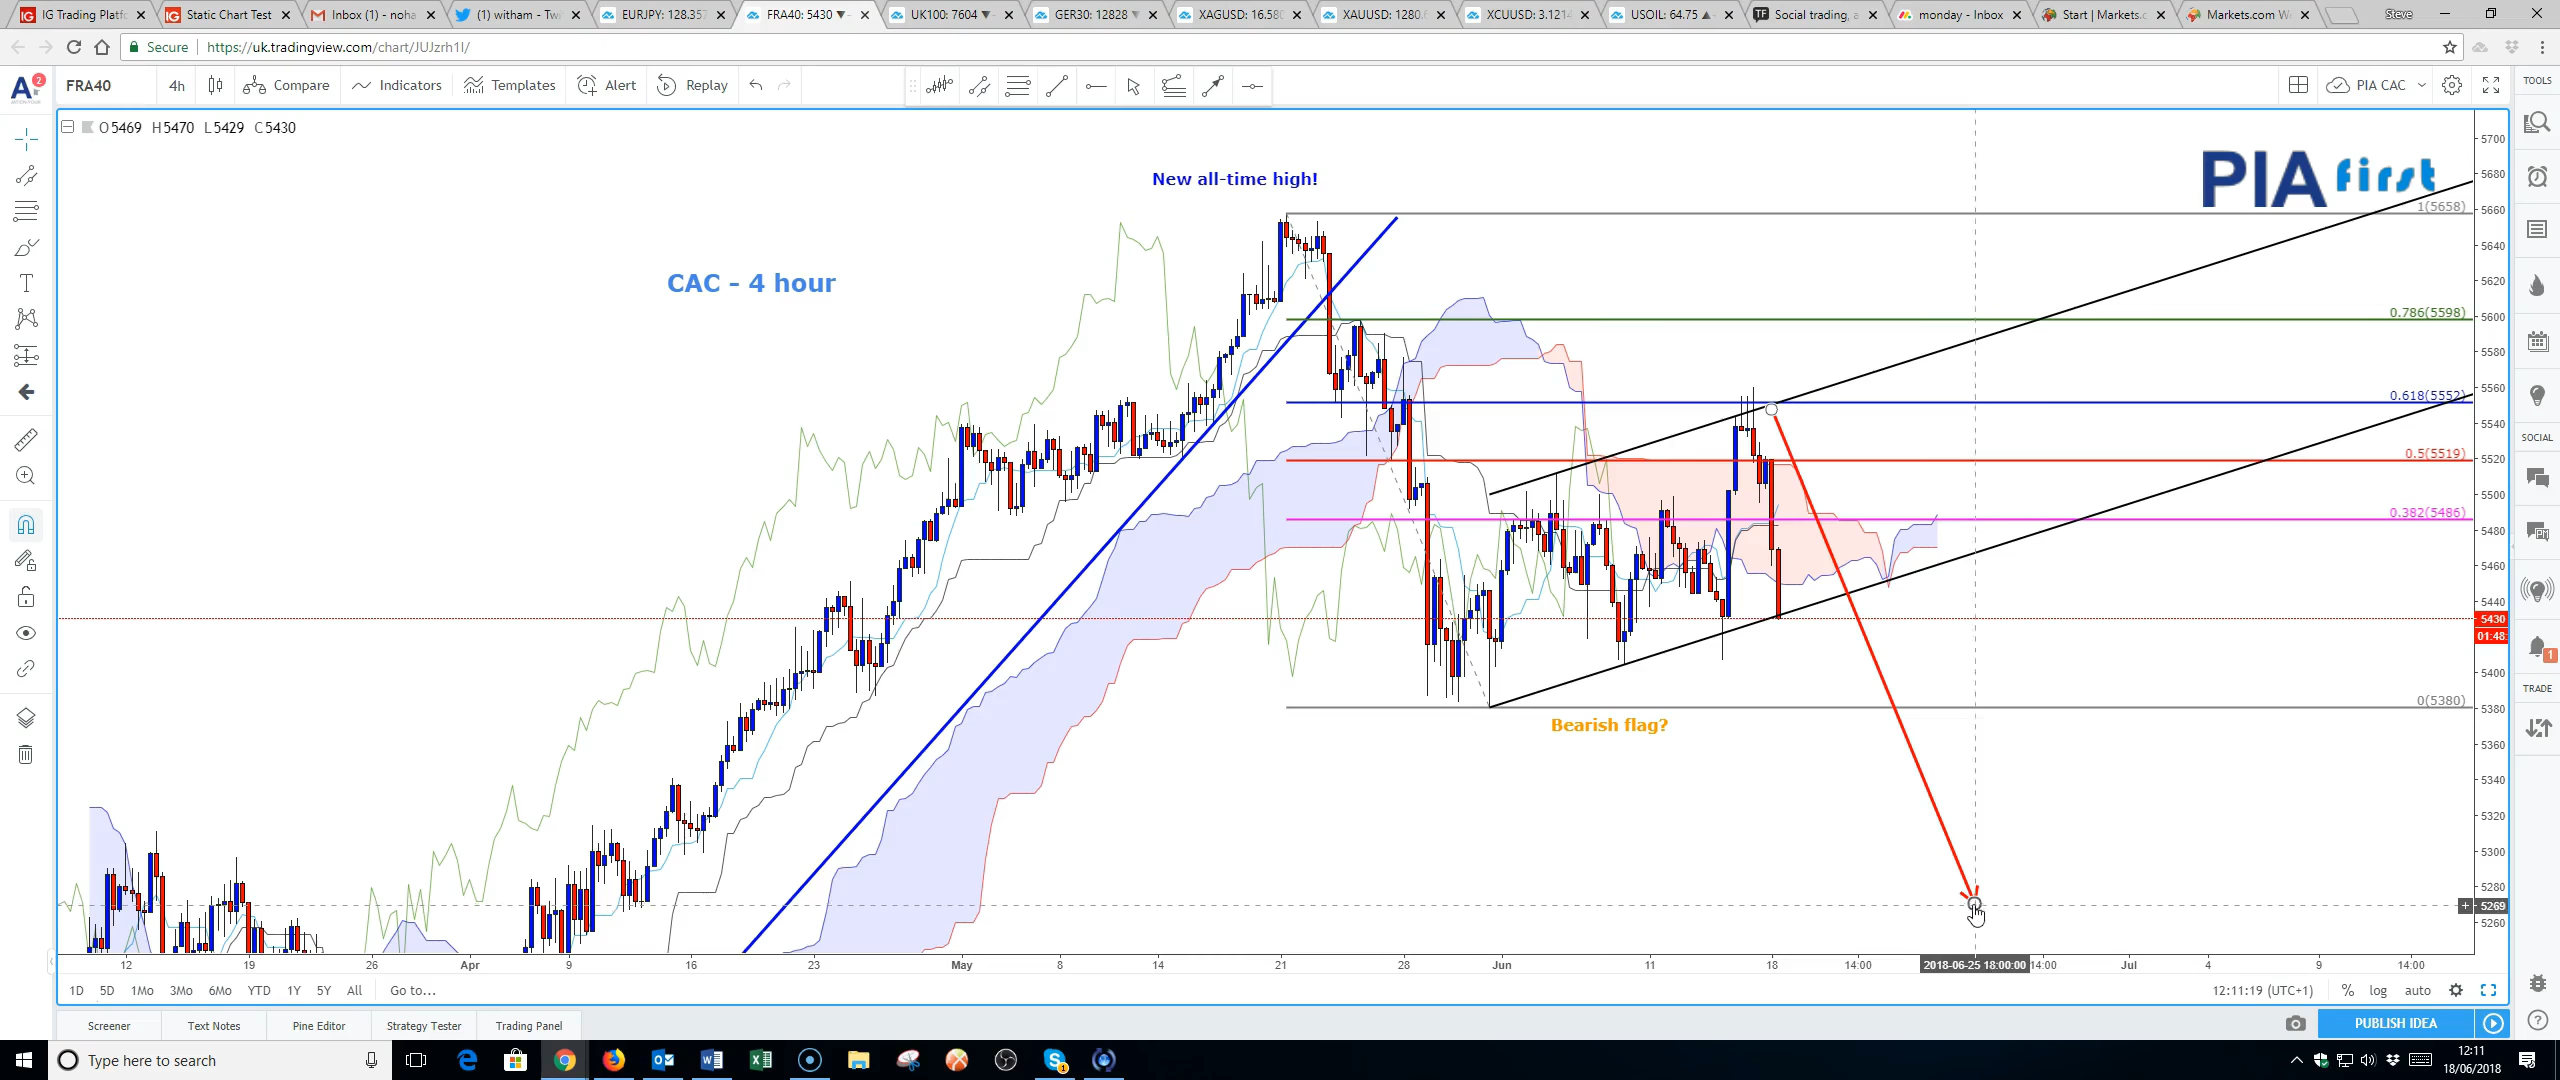 IG Trading Platf
Static Chart Test
Inbox (1) - noha
(1) witham - Tw
EURJPY: 128.357
FRA40: 5430 ▼
UK100: 7604 ▼
GER30: 12828 ▼
XAGUSD: 16.580
XAUUSD: 1280.
XCUUSD: 3.121
USOIL: 64.75 ▲
Social trading, a
monday - Inbox
Start | Markets.c
Markets.com W
Steve
Secure
https://uk.tradingview.com/chart/JUJzrh1l/
2
FRA40
4h
Compare
Indicators
Templates
Alert
Replay
PIA CAC
TOOLS
O5469 H5470 L5429 C5430
New all-time high!
PIA first
CAC - 4 hour
1(5658)
0.786(5598)
0.618(5552)
0.5(5519)
0.382(5486)
0(5380)
Bearish flag?
5700
5680
5660
5640
5620
5600
5580
5560
5540
5520
5500
5480
5460
5440
5430
01:48
5400
5380
5360
5340
5320
5300
5280
5269
5260
SOCIAL
1
TRADE
12
19
26
Apr
9
16
23
May
8
14
21
28
Jun
11
18
14:00
2018-06-25 18:00:00
14:00
Jul
4
9
14:00
1D 5D 1Mo 3Mo 6Mo YTD 1Y 5Y All Go to...
12:11:19 (UTC+1)
% log auto
Screener
Text Notes
Pine Editor
Strategy Tester
Trading Panel
PUBLISH IDEA
Type here to search
12:11
18/06/2018